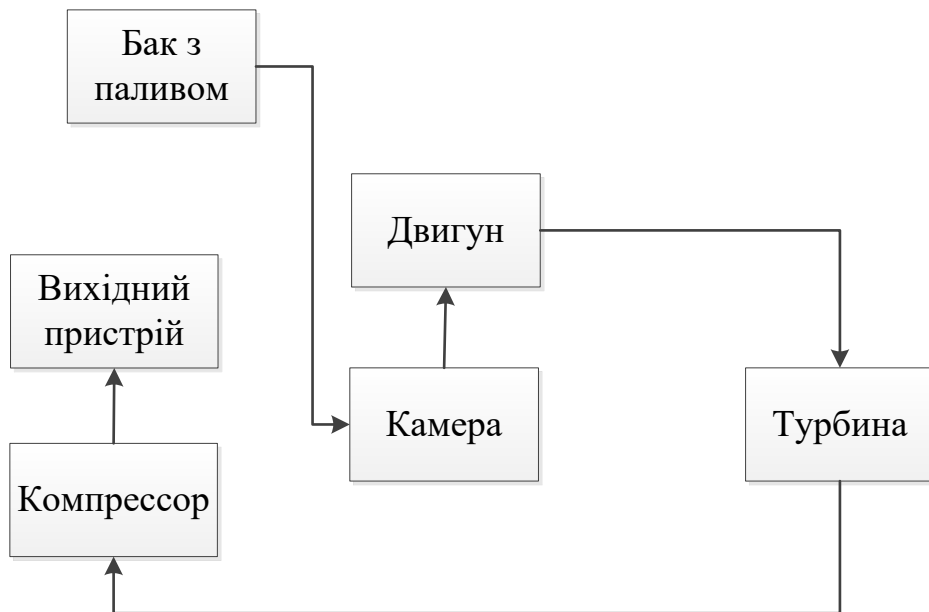 Бак з
паливом
Двигун
Вихідний
пристрій
Камера
Турбина
Компрессор